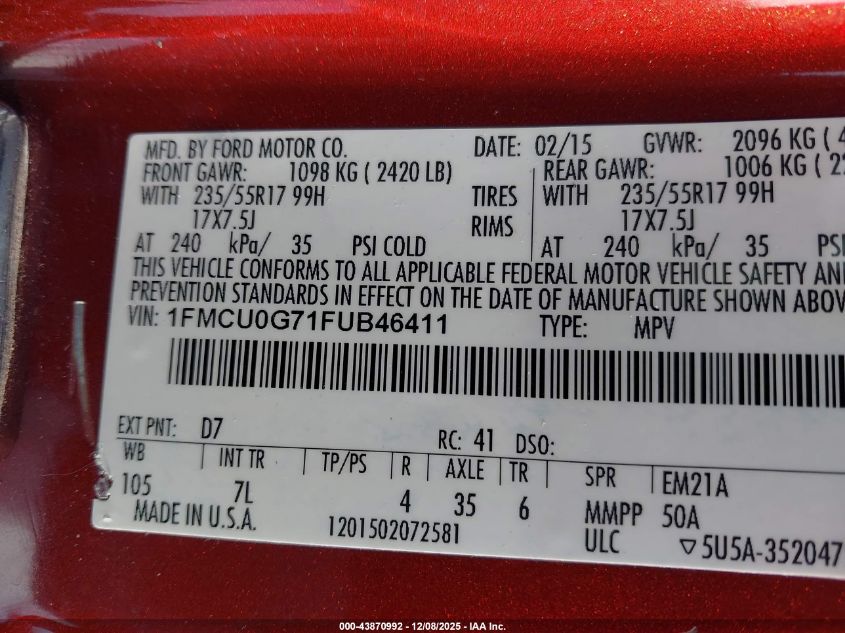 MFD. BY FORD MOTOR CO. DATE: 02/15 GVWR: 2096 KG (4
FRONT GAWR: 1098 KG ( 2420 LB) REAR GAWR: 1006 KG ( 22
WITH 235/55R17 99H TIRES WITH 235/55R17 99H
17X7.5J RIMS 17X7.5J
AT 240 kPa/ 35 PSI COLD AT 240 kPa/ 35 PSI
THIS VEHICLE CONFORMS TO ALL APPLICABLE FEDERAL MOTOR VEHICLE SAFETY AND
PREVENTION STANDARDS IN EFFECT ON THE DATE OF MANUFACTURE SHOWN ABOV
VIN: 1FMCU0G71FUB46411 TYPE: MPV
EXT PNT: D7 RC: 41 DSO:
WB INT TR TP/PS R AXLE TR SPR EM21A
105 7L 4 35 6 MMPP 50A
MADE IN U.S.A. 1201502072581 ULC ▽5U5A-352047
000-43870992 - 12/08/2025 - IAA Inc.